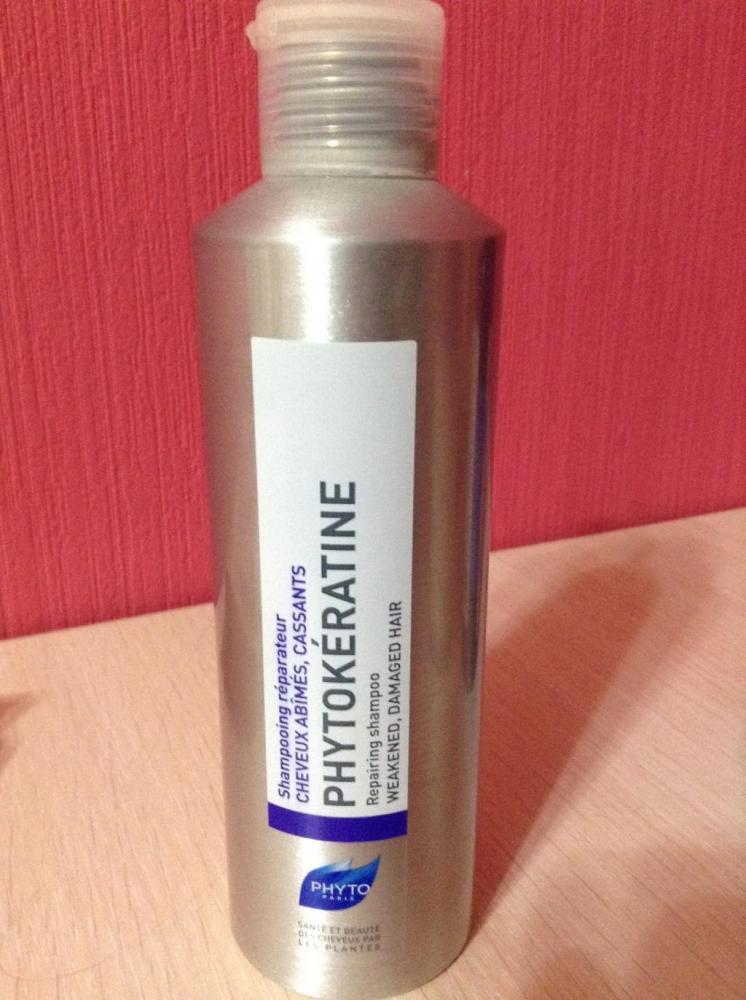 Shampooing réparateur
CHEVEUX ABÎMÉS, CASSANTS
PHYTOKÉRATINE
Repairing shampoo
WEAKENED, DAMAGED HAIR
PHYTO
PARIS
SANTÉ ET BEAUTÉ
DES CHEVEUX PAR
LES PLANTES